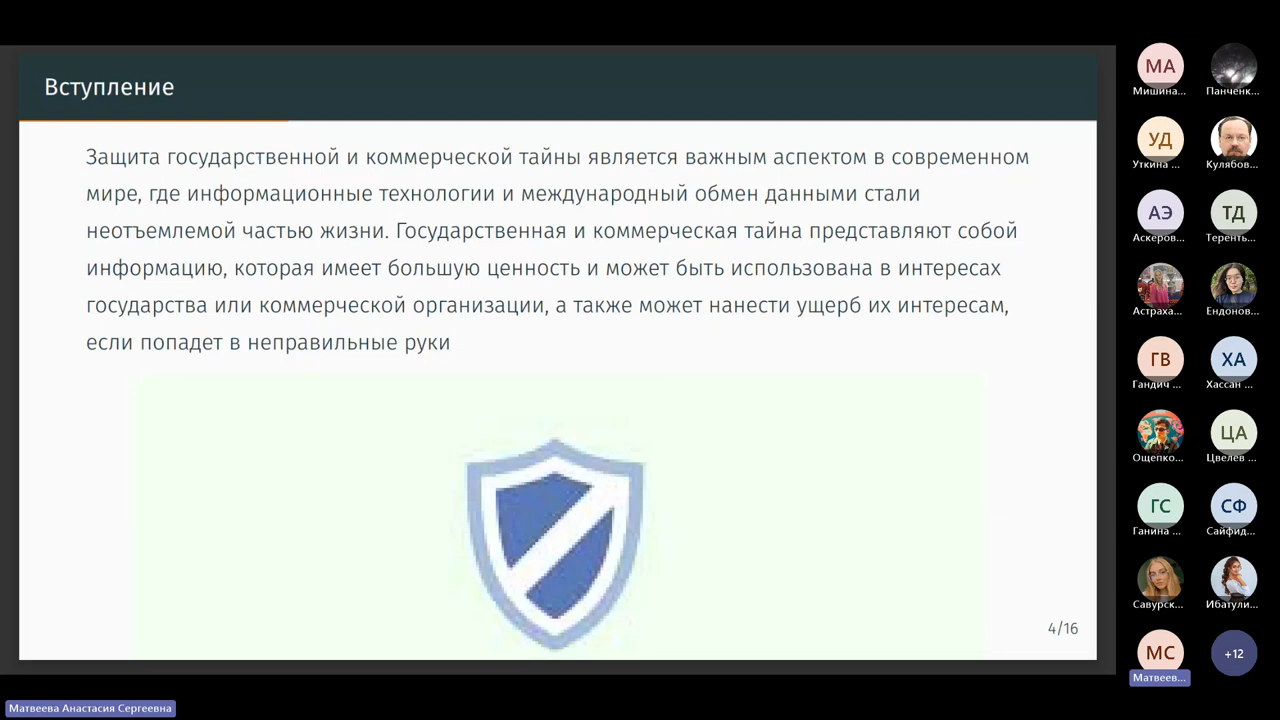 Вступление
Защита государственной и коммерческой тайны является важным аспектом в современном
мире, где информационные технологии и международный обмен данными стали
неотъемлемой частью жизни. Государственная и коммерческая тайна представляют собой
информацию, которая имеет большую ценность и может быть использована в интересах
государства или коммерческой организации, а также может нанести ущерб их интересам,
если попадет в неправильные руки
4/16
МА
Мишина...
Панченк...
УД
Уткина ...
Кулябов...
АЭ
Аскеров...
ТД
Теренть...
Астраха...
Ендонов...
ГВ
Гандич ...
ХА
Хассан ...
Ощепко...
ЦА
Цвелев ...
ГС
Ганина ...
СФ
Сайфид...
Савурск...
Ибатули...
МС
Матвеев...
+12
Матвеева Анастасия Сергеевна